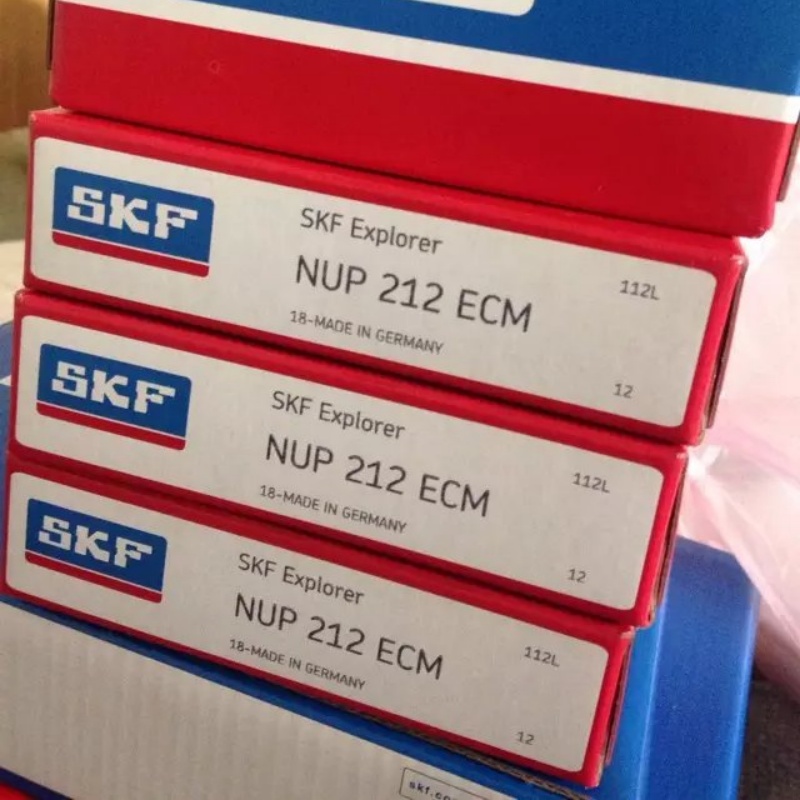 SKF
SKF Explorer
NUP 212 ECM
18-MADE IN GERMANY
112L
12
SKF
SKF Explorer
NUP 212 ECM
18-MADE IN GERMANY
112L
12
SKF
SKF Explorer
NUP 212 ECM
18-MADE IN GERMANY
112L
12